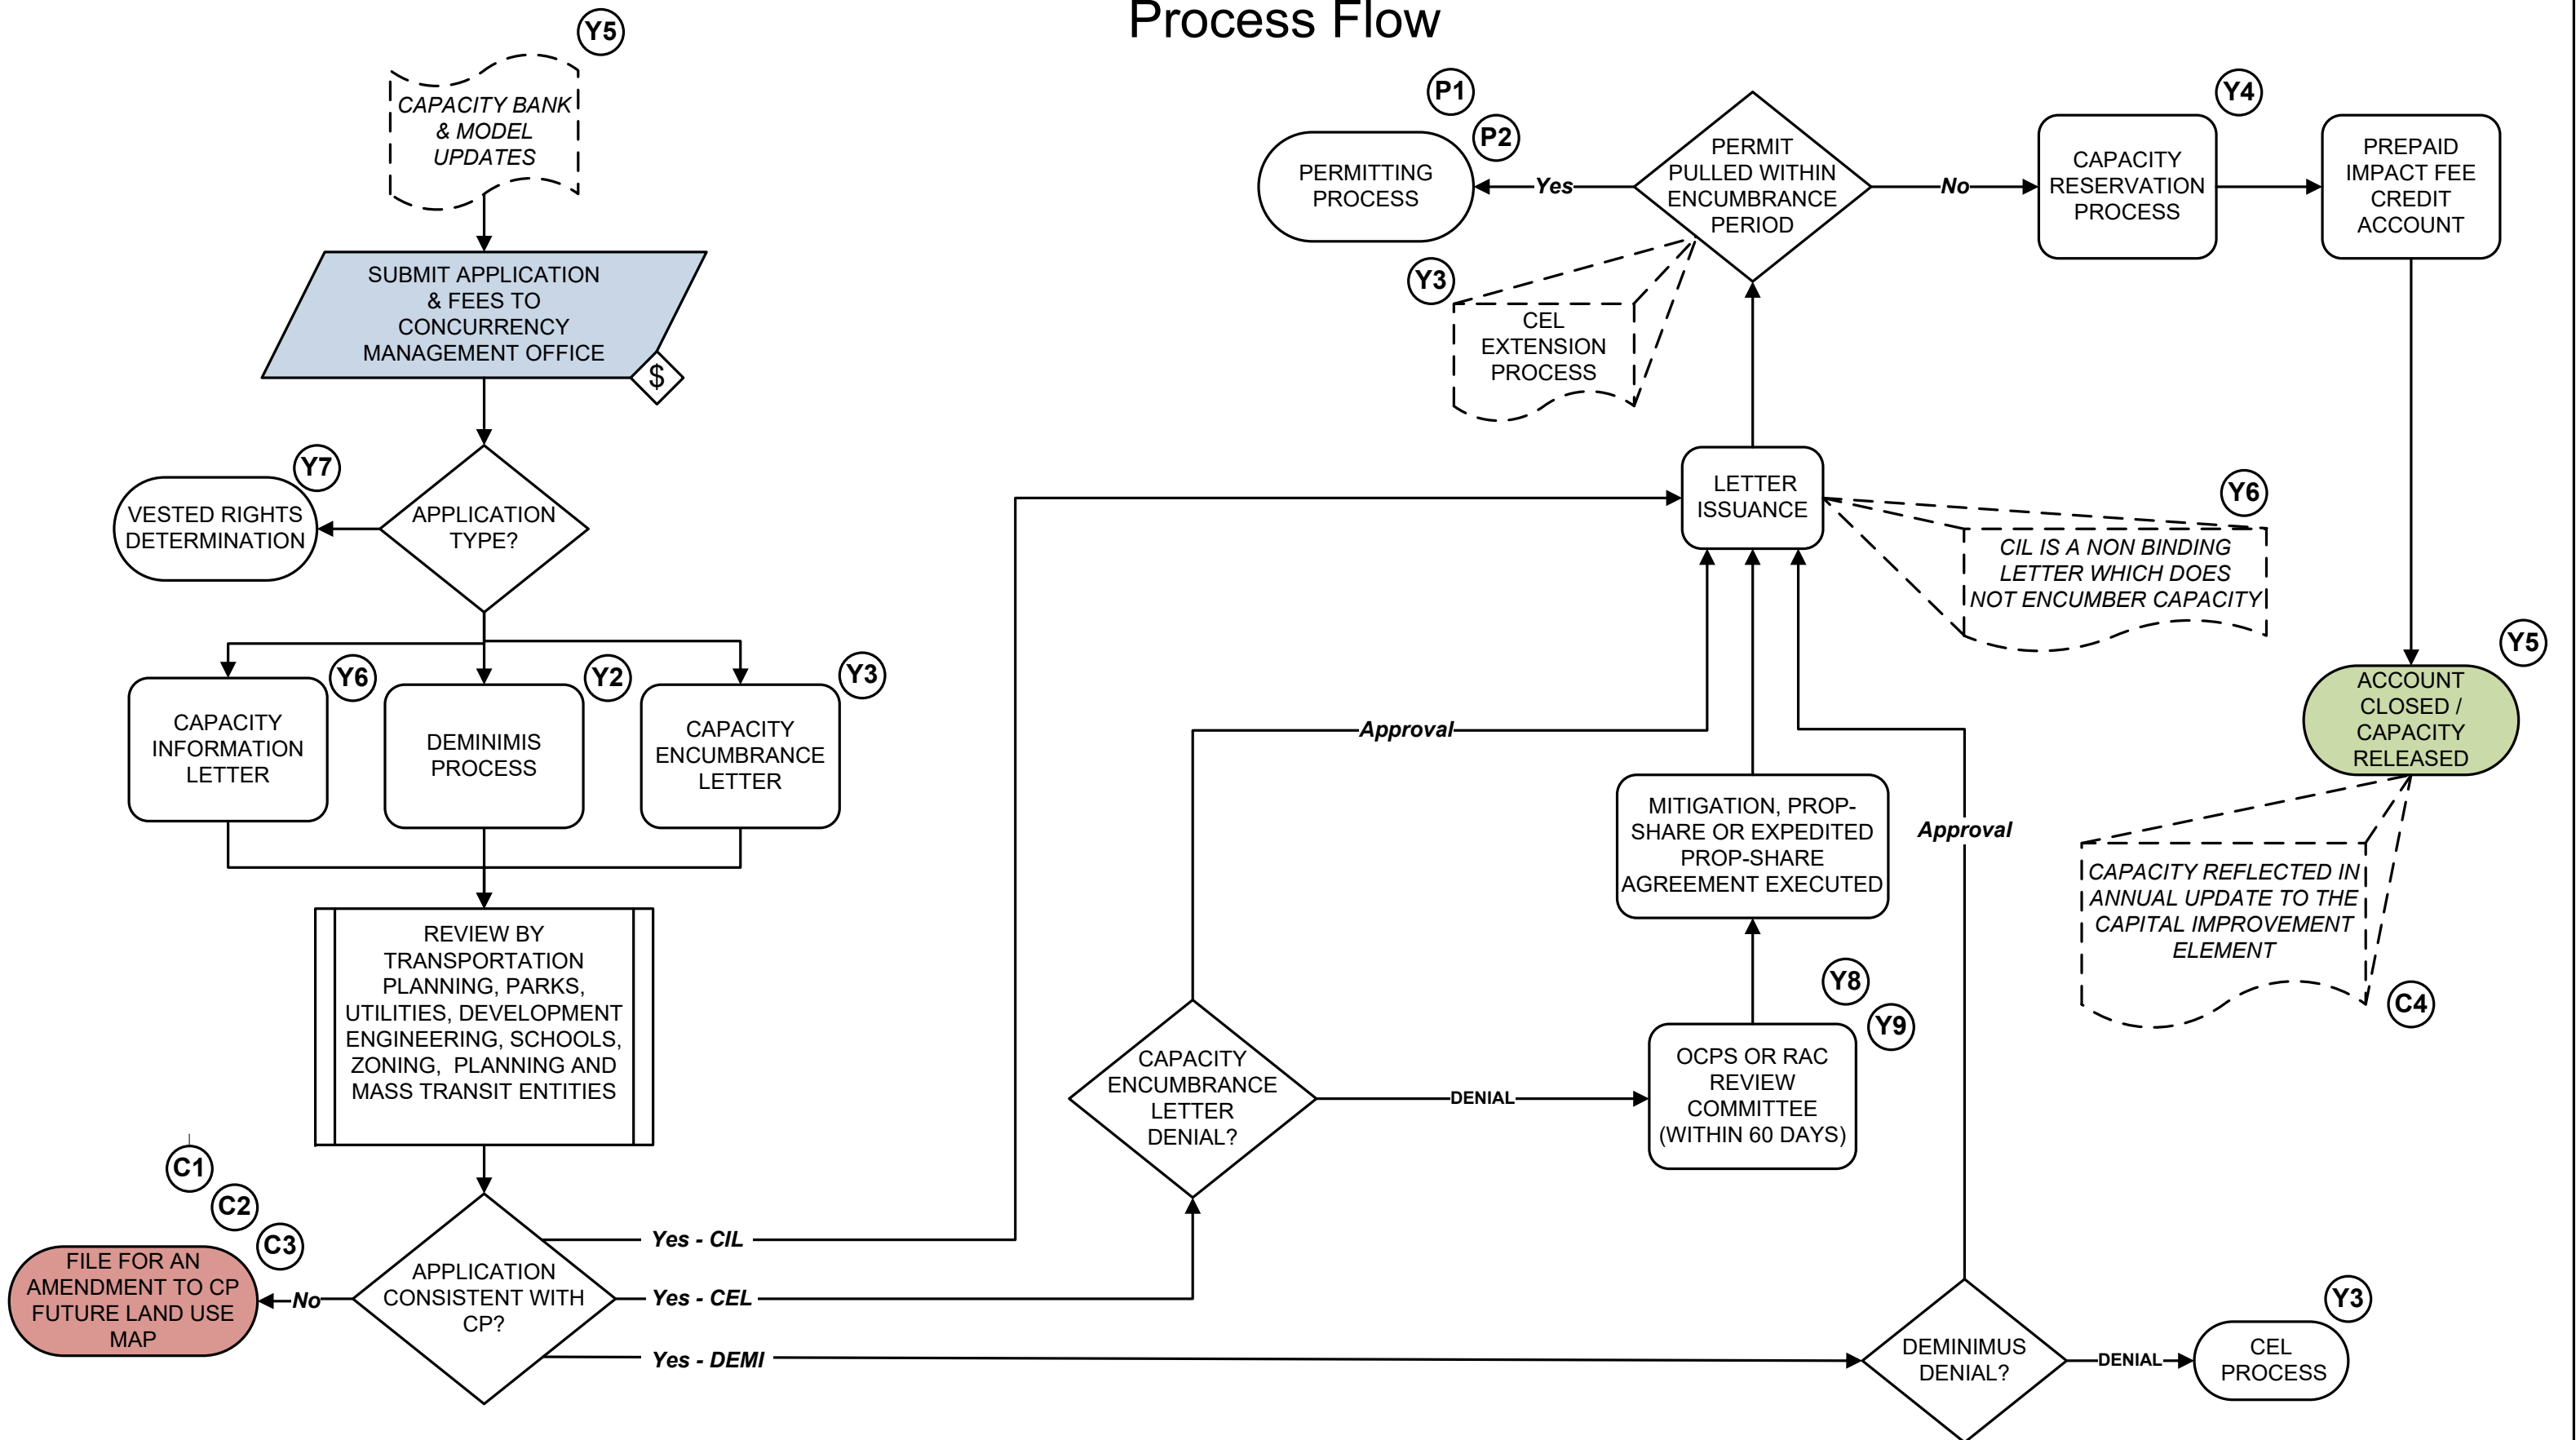 Process Flow
Y5
CAPACITY BANK
& MODEL
UPDATES
SUBMIT APPLICATION
& FEES TO
CONCURRENCY
MANAGEMENT OFFICE
$
APPLICATION
TYPE?
Y7
VESTED RIGHTS
DETERMINATION
Y6
CAPACITY
INFORMATION
LETTER
Y2
DEMINIMIS
PROCESS
Y3
CAPACITY
ENCUMBRANCE
LETTER
REVIEW BY
TRANSPORTATION
PLANNING, PARKS,
UTILITIES, DEVELOPMENT
ENGINEERING, SCHOOLS,
ZONING,  PLANNING AND
MASS TRANSIT ENTITIES
C1
C2
C3
FILE FOR AN
AMENDMENT TO CP
FUTURE LAND USE
MAP
No
APPLICATION
CONSISTENT WITH
CP?
Yes - CIL
Yes - CEL
Yes - DEMI
CAPACITY
ENCUMBRANCE
LETTER
DENIAL?
Approval
DENIAL
Y8
Y9
OCPS OR RAC
REVIEW
COMMITTEE
(WITHIN 60 DAYS)
MITIGATION, PROP-
SHARE OR EXPEDITED
PROP-SHARE
AGREEMENT EXECUTED
Approval
DEMINIMUS
DENIAL?
DENIAL
Y3
CEL
PROCESS
LETTER
ISSUANCE
Y6
CIL IS A NON BINDING
LETTER WHICH DOES
NOT ENCUMBER CAPACITY
PERMIT
PULLED WITHIN
ENCUMBRANCE
PERIOD
Y3
CEL
EXTENSION
PROCESS
Yes
P1
P2
PERMITTING
PROCESS
No
Y4
CAPACITY
RESERVATION
PROCESS
PREPAID
IMPACT FEE
CREDIT
ACCOUNT
Y5
ACCOUNT
CLOSED /
CAPACITY
RELEASED
CAPACITY REFLECTED IN
ANNUAL UPDATE TO THE
CAPITAL IMPROVEMENT
ELEMENT
C4